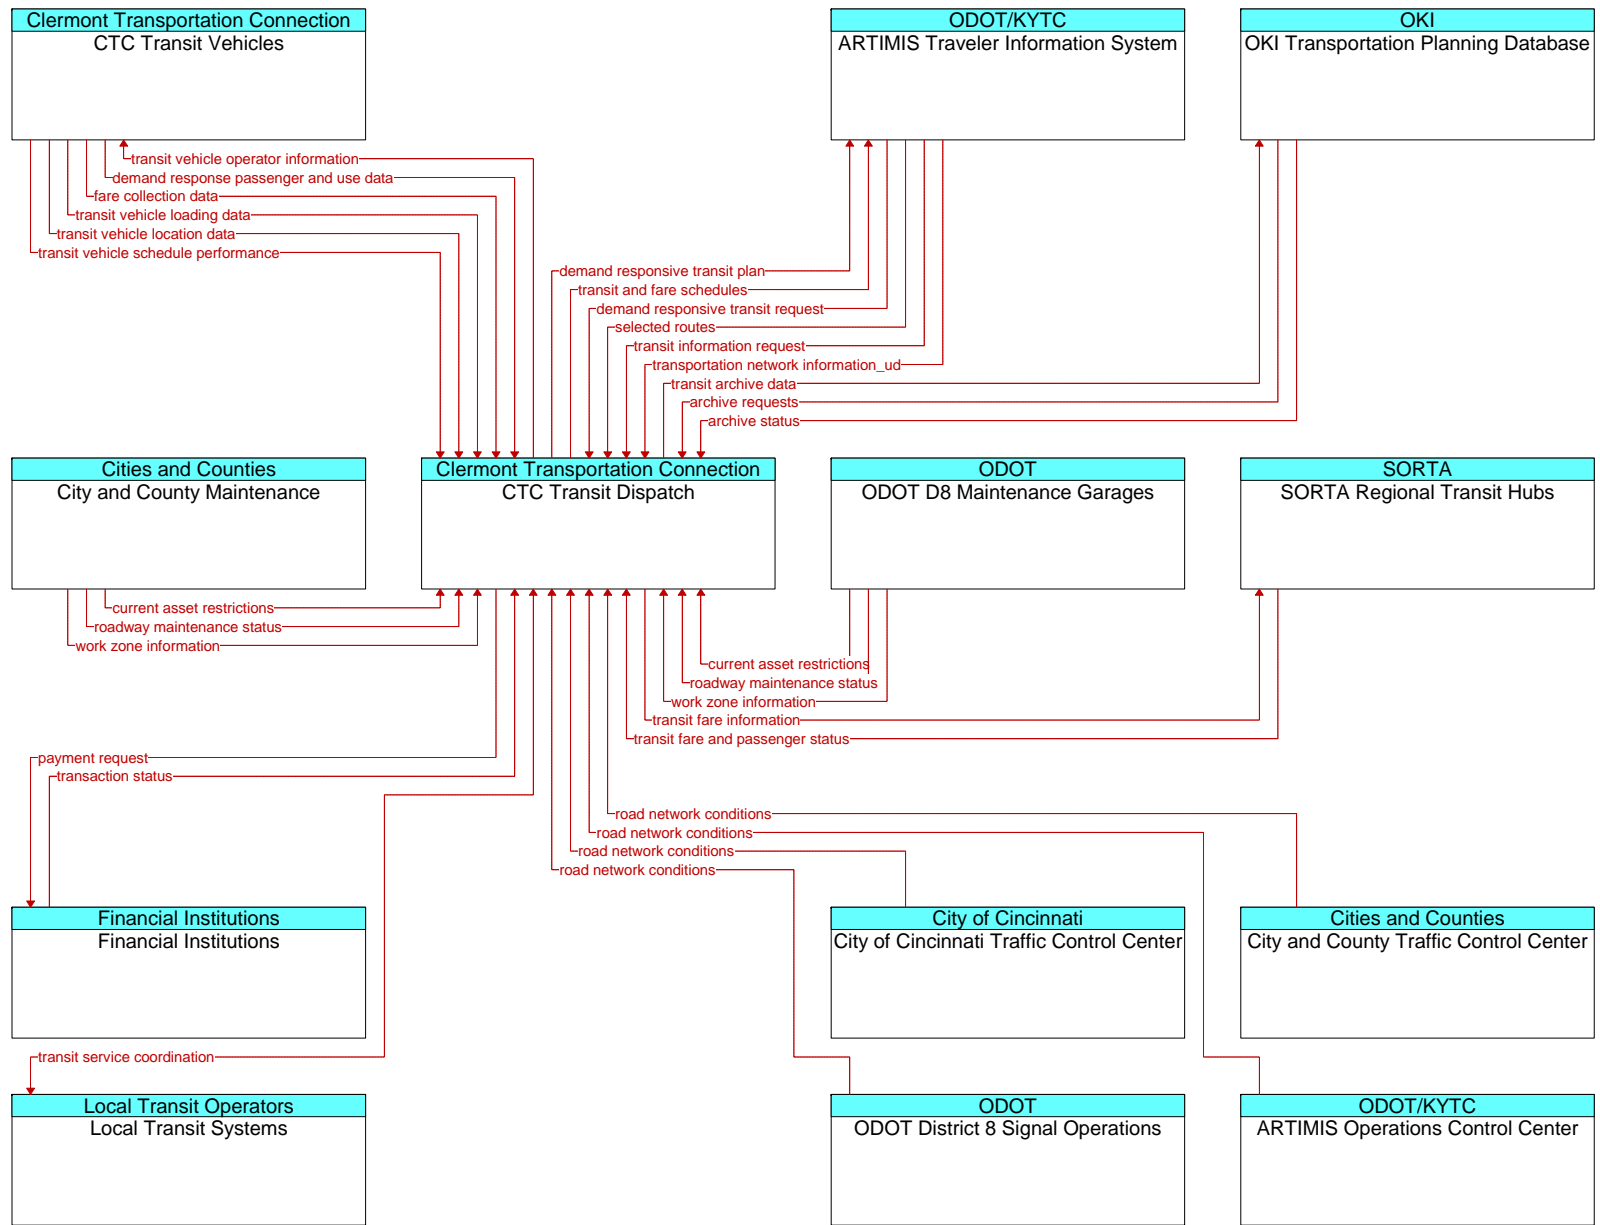 Clermont Transportation Connection
CTC Transit Vehicles
ODOT/KYTC
ARTIMIS Traveler Information System
OKI
OKI Transportation Planning Database
transit vehicle operator information
demand response passenger and use data
fare collection data
transit vehicle loading data
transit vehicle location data
transit vehicle schedule performance
demand responsive transit plan
transit and fare schedules
demand responsive transit request
selected routes
transit information request
transportation network information_ud
transit archive data
archive requests
archive status
Cities and Counties
City and County Maintenance
Clermont Transportation Connection
CTC Transit Dispatch
ODOT
ODOT D8 Maintenance Garages
SORTA
SORTA Regional Transit Hubs
current asset restrictions
roadway maintenance status
work zone information
current asset restrictions
roadway maintenance status
work zone information
transit fare information
transit fare and passenger status
payment request
transaction status
road network conditions
road network conditions
road network conditions
road network conditions
Financial Institutions
Financial Institutions
City of Cincinnati
City of Cincinnati Traffic Control Center
Cities and Counties
City and County Traffic Control Center
transit service coordination
Local Transit Operators
Local Transit Systems
ODOT
ODOT District 8 Signal Operations
ODOT/KYTC
ARTIMIS Operations Control Center